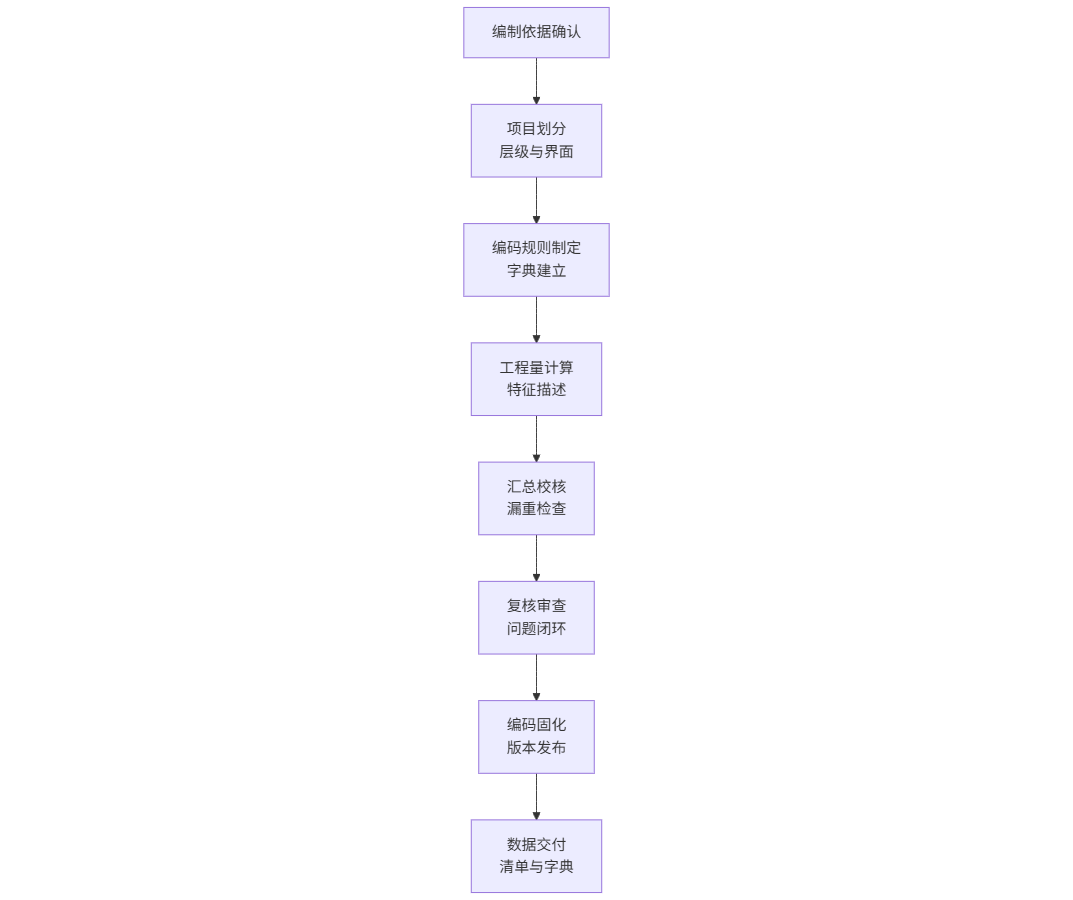 编制依据确认
项目划分
层级与界面
编码规则制定
字典建立
工程量计算
特征描述
汇总校核
漏重检查
复核审查
问题闭环
编码固化
版本发布
数据交付
清单与字典